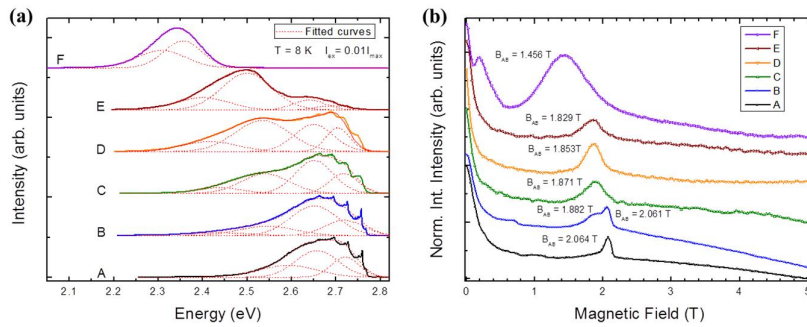 (a)
Fitted curves
T = 8 K I_ex = 0.01I_max
F
E
D
C
B
A
Intensity (arb. units)
2.1 2.2 2.3 2.4 2.5 2.6 2.7 2.8
Energy (eV)
(b)
B_AB = 1.456 T
F
E
D
C
B
A
B_AB = 1.829 T
B_AB = 1.853T
B_AB = 1.871 T
B_AB = 1.882 T
B_AB = 2.061 T
B_AB = 2.064 T
Norm. Int. Intensity (arb. units)
0 1 2 3 4 5
Magnetic Field (T)